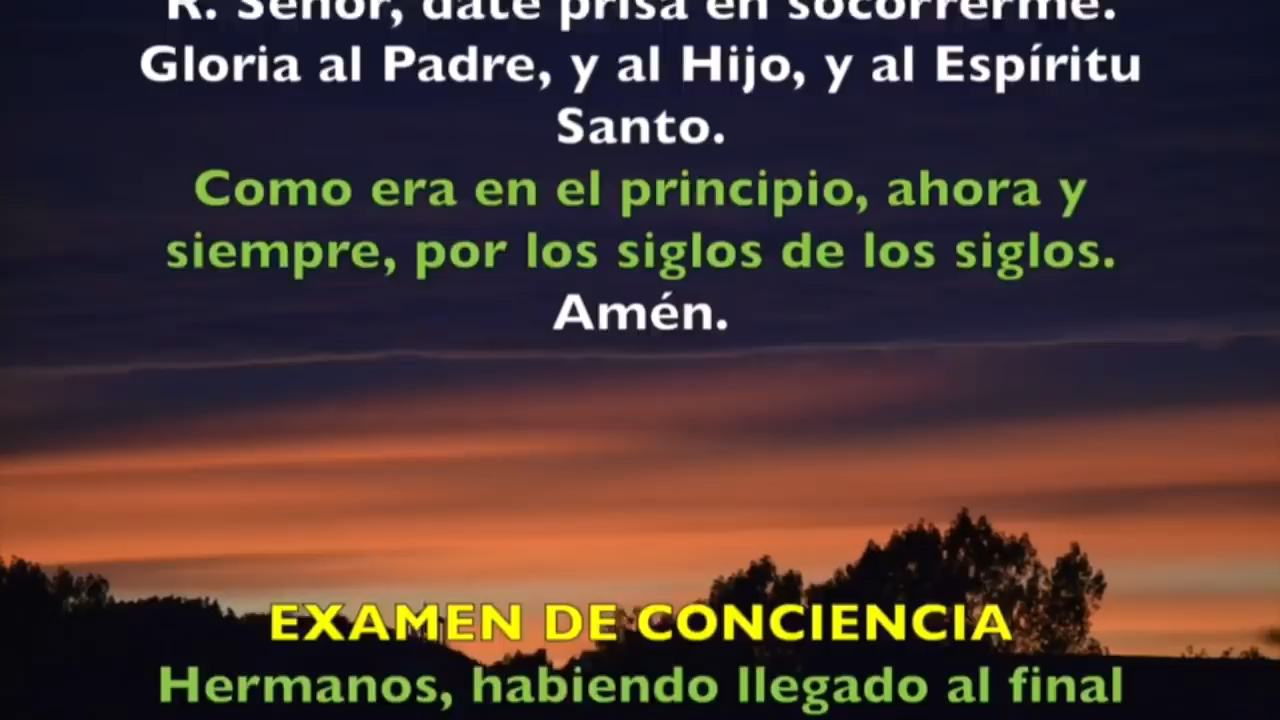 R. Señor, date prisa en socorrerme.
Gloria al Padre, y al Hijo, y al Espíritu
Santo.
Como era en el principio, ahora y
siempre, por los siglos de los siglos.
Amén.
EXAMEN DE CONCIENCIA
Hermanos, habiendo llegado al final